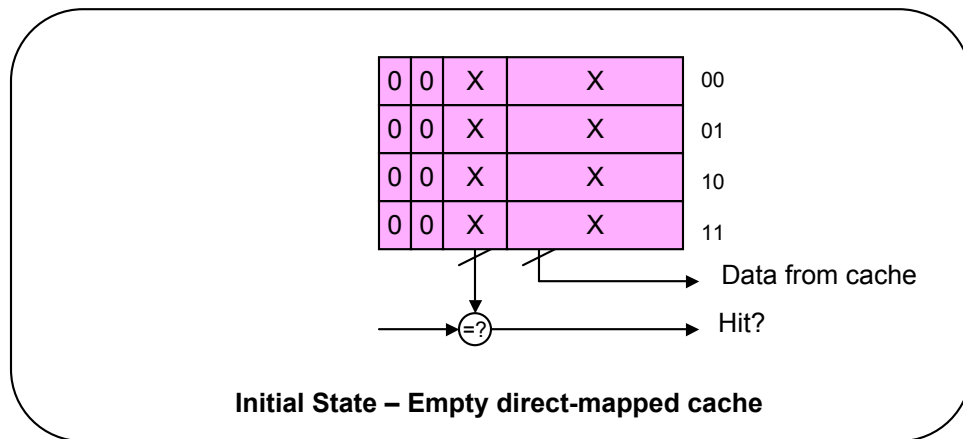 0 0 X X 00
0 0 X X 01
0 0 X X 10
0 0 X X 11
Data from cache
=? Hit?
Initial State – Empty direct-mapped cache